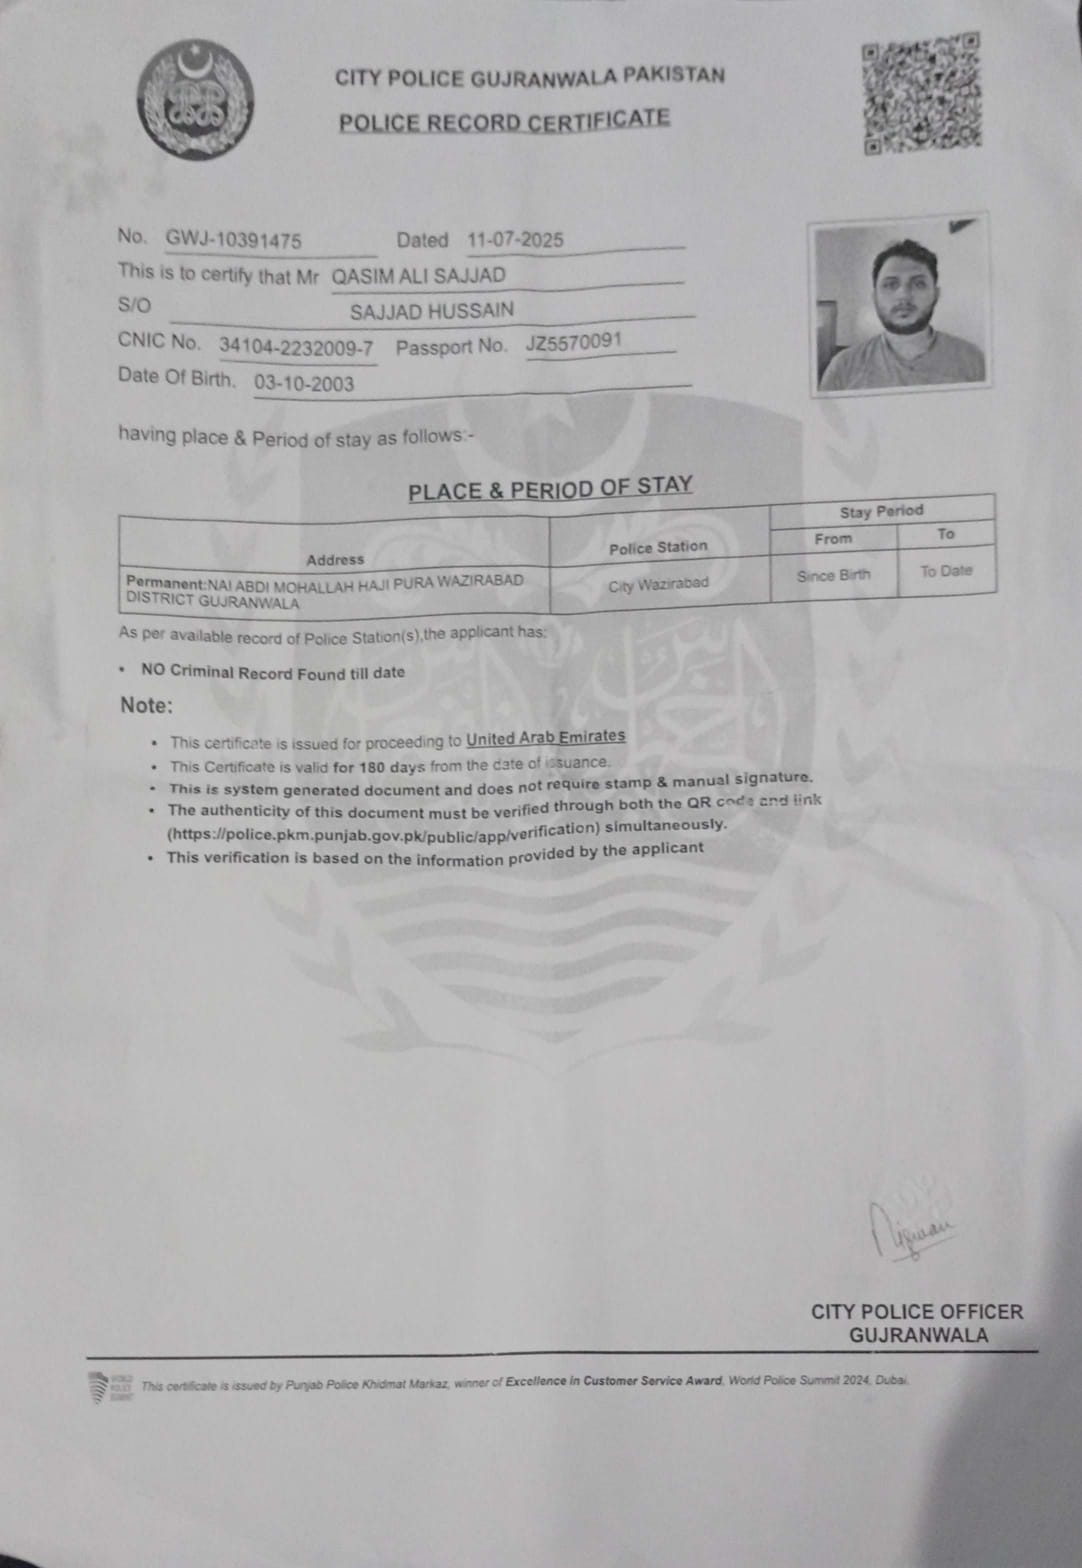 CITY POLICE GUJRANWALA PAKISTAN
POLICE RECORD CERTIFICATE
No. GWJ-10391475 Dated 11-07-2025
This is to certify that Mr QASIM ALI SAJJAD
S/O SAJJAD HUSSAIN
CNIC No. 34104-2232009-7 Passport No. JZ5570091
Date Of Birth. 03-10-2003
having place & Period of stay as follows:-
PLACE & PERIOD OF STAY
Address Police Station Stay Period
From To
Permanent:NAI ABDI MOHALLAH HAJI PURA WAZIRABAD DISTRICT GUJRANWALA City Wazirabad Since Birth To Date
As per available record of Police Station(s),the applicant has:
• NO Criminal Record Found till date
Note:
• This certificate is issued for proceeding to United Arab Emirates
• This Certificate is valid for 180 days from the date of issuance.
• This is system generated document and does not require stamp & manual signature.
• The authenticity of this document must be verified through both the QR code and link
(https://police.pkm.punjab.gov.pk/public/app/verification) simultaneously.
• This verification is based on the information provided by the applicant
CITY POLICE OFFICER
GUJRANWALA
WORLD
POLICE
SUMMIT
This certificate is issued by Punjab Police Khidmat Markaz, winner of Excellence in Customer Service Award, World Police Summit 2024, Dubai.